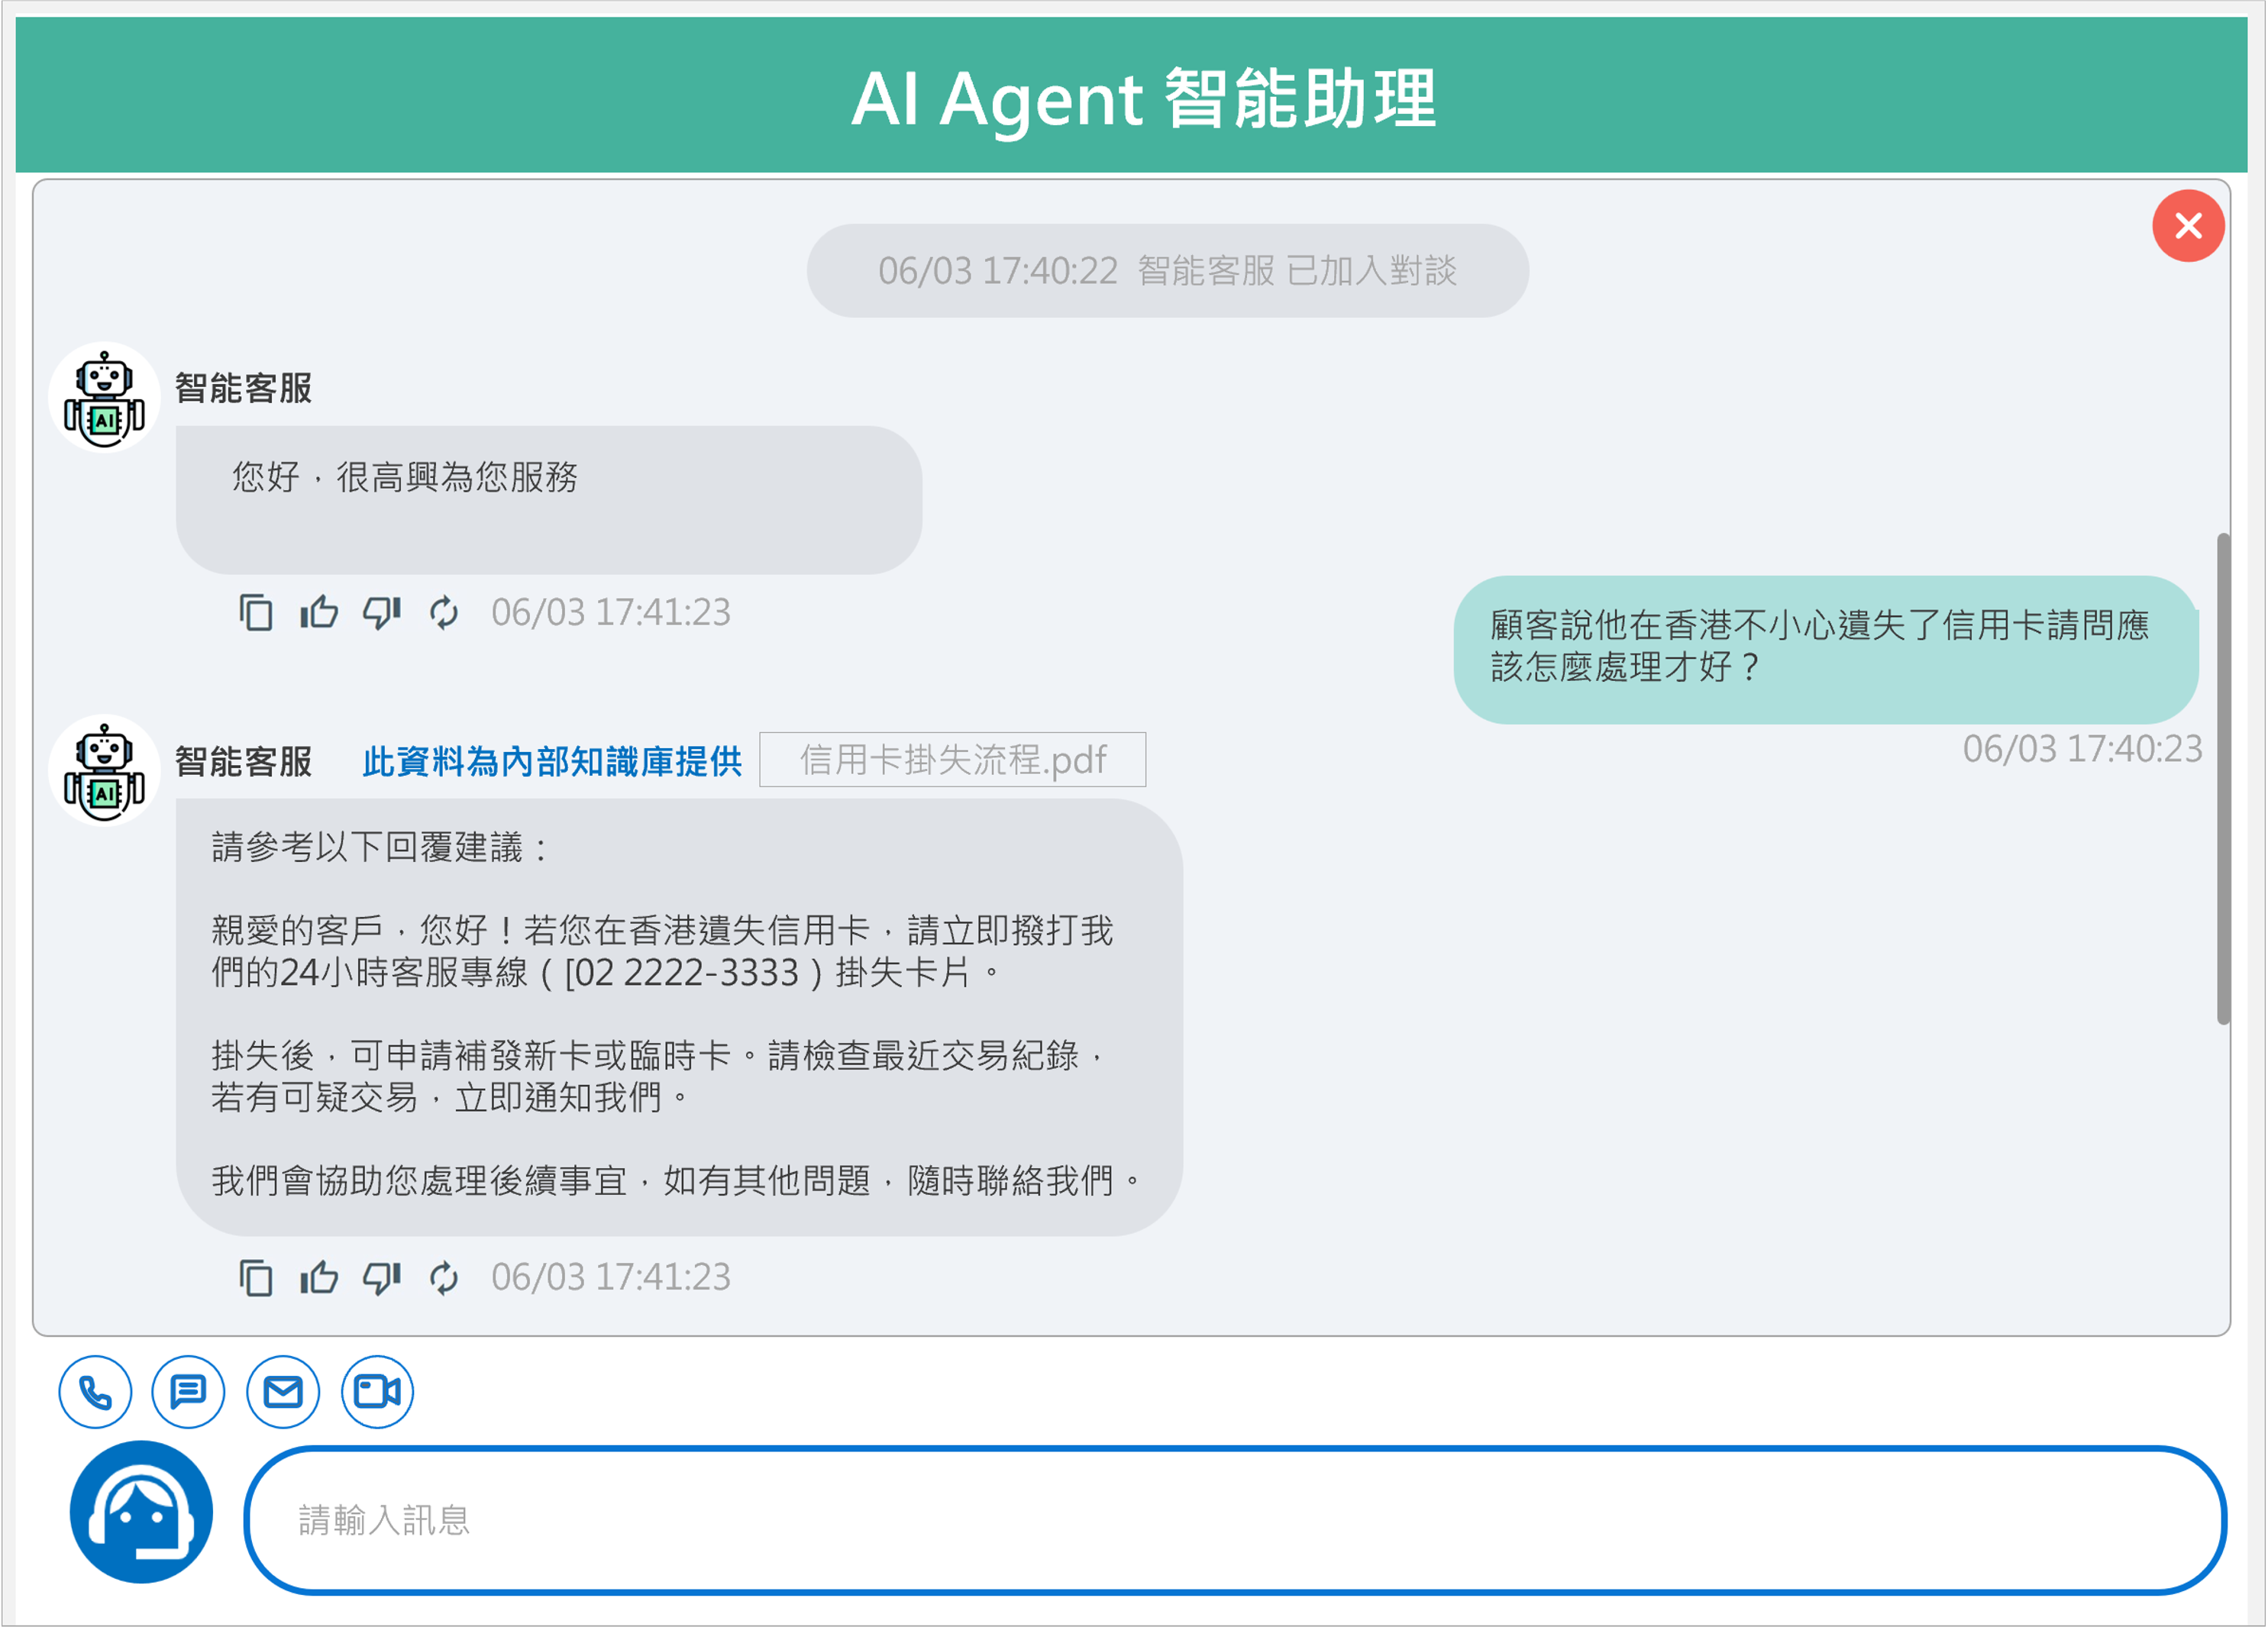 AI Agent 智能助理
06/03 17:40:22 智能客服 已加入對談
智能客服
您好，很高興為您服務
06/03 17:41:23
顧客說他在香港不小心遺失了信用卡請問應
該怎麼處理才好？
06/03 17:40:23
智能客服 此資料為內部知識庫提供 信用卡掛失流程.pdf
請參考以下回覆建議：
親愛的客戶，您好！若您在香港遺失信用卡，請立即撥打我
們的24小時客服專線（[02 2222-3333）掛失卡片。
掛失後，可申請補發新卡或臨時卡。請檢查最近交易紀錄，
若有可疑交易，立即通知我們。
我們會協助您處理後續事宜，如有其他問題，隨時聯絡我們。
06/03 17:41:23
請輸入訊息
AI
AI